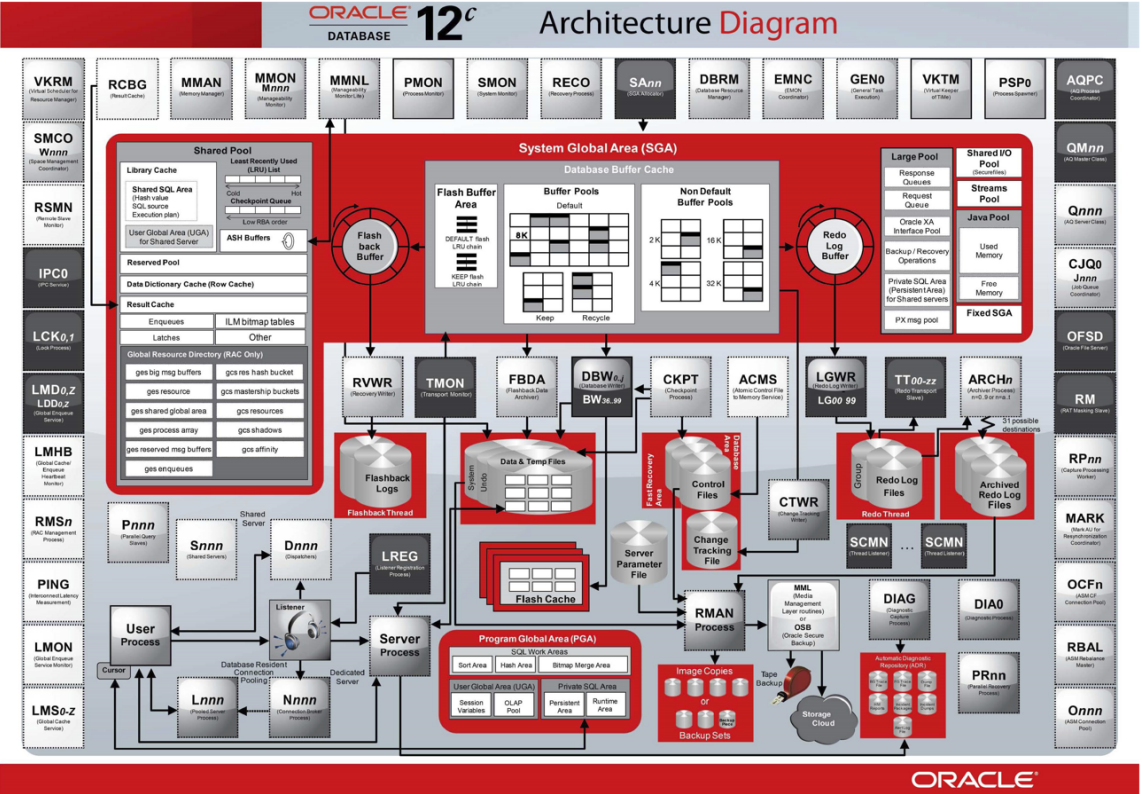 ORACLE®
DATABASE
12c
Architecture Diagram
VKRM
(Virtual Scheduler for
Resource Manager)
RCBG
(Result Cache)
MMAN
(Memory Manager)
MMON
Mnnn
(Manageability
Monitor)
MMNL
(Manageability
Monitor Lite)
PMON
(Process Monitor)
SMON
(System Monitor)
RECO
(Recovery Process)
SAnn
(SGA Allocator)
DBRM
(Database Resource
Manager)
EMNC
(EMON
Coordinator)
GEN0
(General Task
Execution)
VKTM
(Virtual Keeper
of TiMe)
PSP0
(Process Spawner)
AQPC
(AQ Process
Coordinator)
SMCO
Wnnn
(Space Management
Coordinator)
RSMN
(Remote Slave
Monitor)
IPC0
(IPC Service)
LCK0,1
(Lock Process)
LMD0,Z
LDD0,Z
(Global Enqueue
Service)
LMHB
(Global Cache/
Enqueue
Heartbeat
Monitor)
RMSn
(RAC Management
Process)
PING
(Interconnected Latency
Measurement)
LMON
(Global Enqueue
Service Monitor)
LMS0-Z
(Global Cache
Service)
System Global Area (SGA)
Shared Pool
Library Cache
Shared SQL Area
(Hash value
SQL source
Execution plan)
User Global Area (UGA)
for Shared Server
Least Recently Used
(LRU) List
Cold
Hot
Checkpoint Queue
Low RBA order
ASH Buffers
Reserved Pool
Data Dictionary Cache (Row Cache)
Result Cache
Enqueues
ILM bitmap tables
Latches
Other
Global Resource Directory (RAC Only)
ges big msg buffers
gcs res hash bucket
ges resource
gcs mastership buckets
ges shared global area
gcs resources
ges process array
gcs shadows
ges reserved msg buffers
gcs affinity
ges enqueues
Flash
back
Buffer
Database Buffer Cache
Flash Buffer
Area
DEFAULT flash
LRU chain
KEEP flash
LRU chain
Buffer Pools
Default
8K
Keep
Recycle
Non Default
Buffer Pools
2 K
16 K
4 K
32 K
Redo
Log
Buffer
Large Pool
Response
Queues
Request
Queue
Oracle XA
Interface Pool
Backup / Recovery
Operations
Private SQL Area
(Persistent Area)
for Shared servers
PX msg pool
Shared I/O
Pool
(Securefiles)
Streams
Pool
Java Pool
Used
Memory
Free
Memory
Fixed SGA
QMnn
(AQ Master Class)
Qnnn
(AQ Server Class)
CJQ0
Jnnn
(Job Queue
Coordinator)
OFSD
(Oracle File Server)
RM
(RAT Masking Slave)
RPnn
(Capture Processing
Worker)
MARK
(Mark AU for
Resynchronization
Coordinator)
OCFn
(ASM CF
Connection Pool)
RBAL
(ASM Rebalance
Master)
Onnn
(ASM Connection
Pool)
RVWR
(Recovery Writer)
TMON
(Transport Monitor)
FBDA
(Flashback Data
Archiver)
DBW0..j
(Database Writer)
BW36..99
CKPT
(Checkpoint
Process)
ACMS
(Atomic Control File
to Memory Service)
LGWR
(Redo Log Writer)
LG00 99
TT00-zz
(Redo Transport
Slave)
ARCHn
(Archiver Process)
31 possible
destinations
Flashback
Logs
Flashback Thread
System
Undo
Data & Temp Files
Fast Recovery
Area
Database
Area
Control
Files
Change
Tracking
File
CTWR
(Change Tracking
Writer)
Group
Redo Log
Files
Redo Thread
Archived
Redo Log Files
SCMN
(Thread Listener)
...
SCMN
(Thread Listener)
Pnnn
(Parallel Query
Slaves)
Shared
Server
Snnn
(Shared Servers)
Dnnn
(Dispatchers)
LREG
(Listener Registration
Process)
Flash Cache
Server
Parameter
File
User
Process
Cursor
Listener
Server
Process
Database Resident
Connection
Pooling
Dedicated
Server
Lnnn
(Pooled Server
Process)
Nnnn
(Connection Broker
Process)
Program Global Area (PGA)
SQL Work Areas
Sort Area
Hash Area
Bitmap Merge Area
User Global Area (UGA)
Session
Variables
OLAP
Pool
Private SQL Area
Persistent
Area
Runtime
Area
RMAN
Process
MML
(Media
Management
Layer routines)
or
OSB
(Oracle Secure
Backup)
Image Copies
or
Backup Sets
Tape
Backup
Storage
Cloud
DIAG
(Diagnostic
Capture
Process)
Automatic Diagnostic
Repository (ADR)
DIA0
(Diagnostic Process)
PRnn
(Parallel Recovery
Process)
ORACLE®